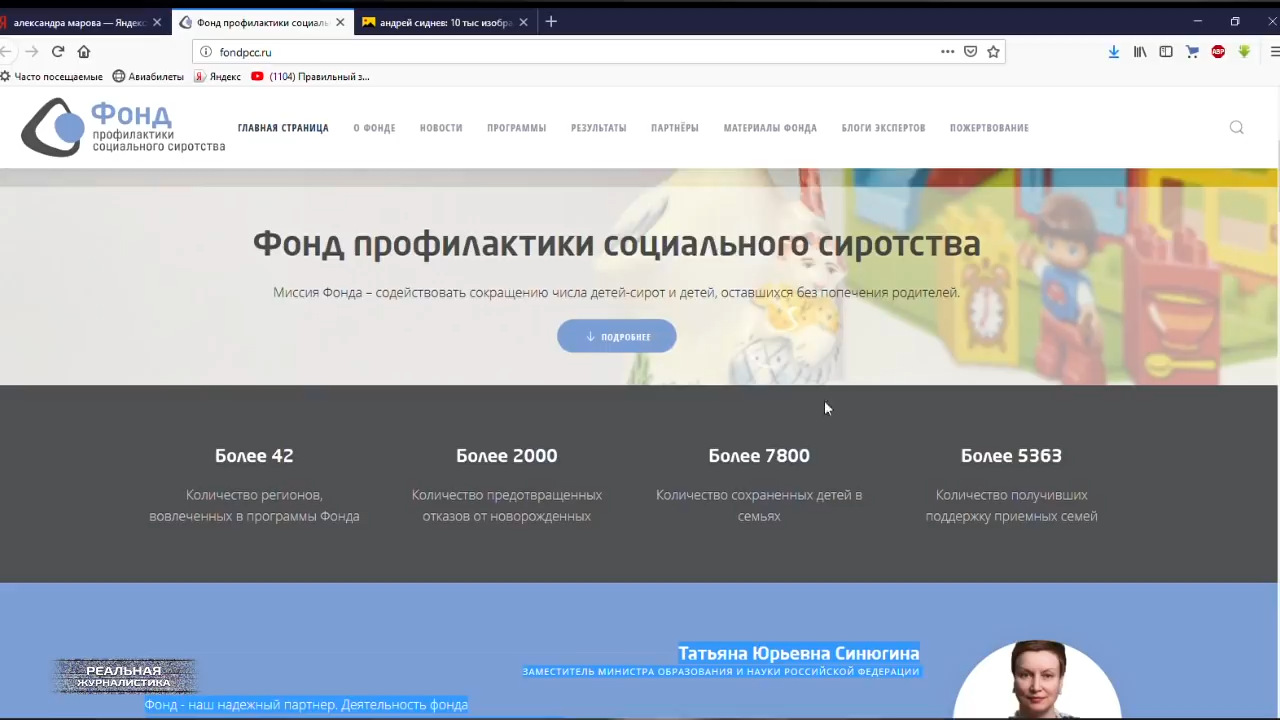 александра марова — Яндекс
Фонд профилактики социаль
андрей сиднев: 10 тыс изобра
fondpcc.ru
Часто посещаемые
Авиабилеты
Яндекс
(1104) Правильный з...
Фонд
профилактики
социального сиротства
ГЛАВНАЯ СТРАНИЦА
О ФОНДЕ
НОВОСТИ
ПРОГРАММЫ
РЕЗУЛЬТАТЫ
ПАРТНЁРЫ
МАТЕРИАЛЫ ФОНДА
БЛОГИ ЭКСПЕРТОВ
ПОЖЕРТВОВАНИЕ
Фонд профилактики социального сиротства
Миссия Фонда – содействовать сокращению числа детей-сирот и детей, оставшихся без попечения родителей.
ПОДРОБНЕЕ
Более 42
Количество регионов,
вовлеченных в программы Фонда
Более 2000
Количество предотвращенных
отказов от новорожденных
Более 7800
Количество сохраненных детей в
семьях
Более 5363
Количество получивших
поддержку приемных семей
Татьяна Юрьевна Синюгина
ЗАМЕСТИТЕЛЬ МИНИСТРА ОБРАЗОВАНИЯ И НАУКИ РОССИЙСКОЙ ФЕДЕРАЦИИ
РЕАЛЬНАЯ
ЖУРНАЛИСТИКА
Фонд - наш надежный партнер. Деятельность фонда